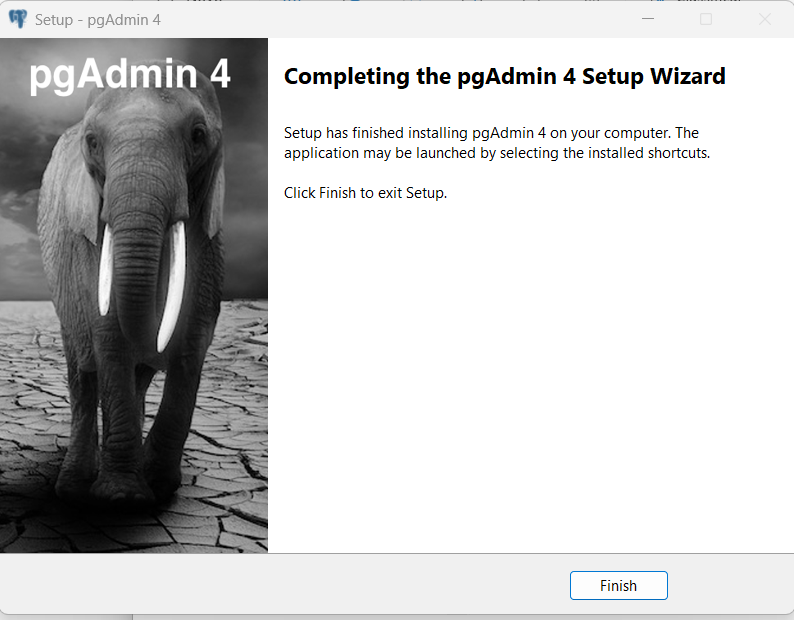 Setup - pgAdmin 4
pgAdmin 4
Completing the pgAdmin 4 Setup Wizard
Setup has finished installing pgAdmin 4 on your computer. The
application may be launched by selecting the installed shortcuts.
Click Finish to exit Setup.
Finish